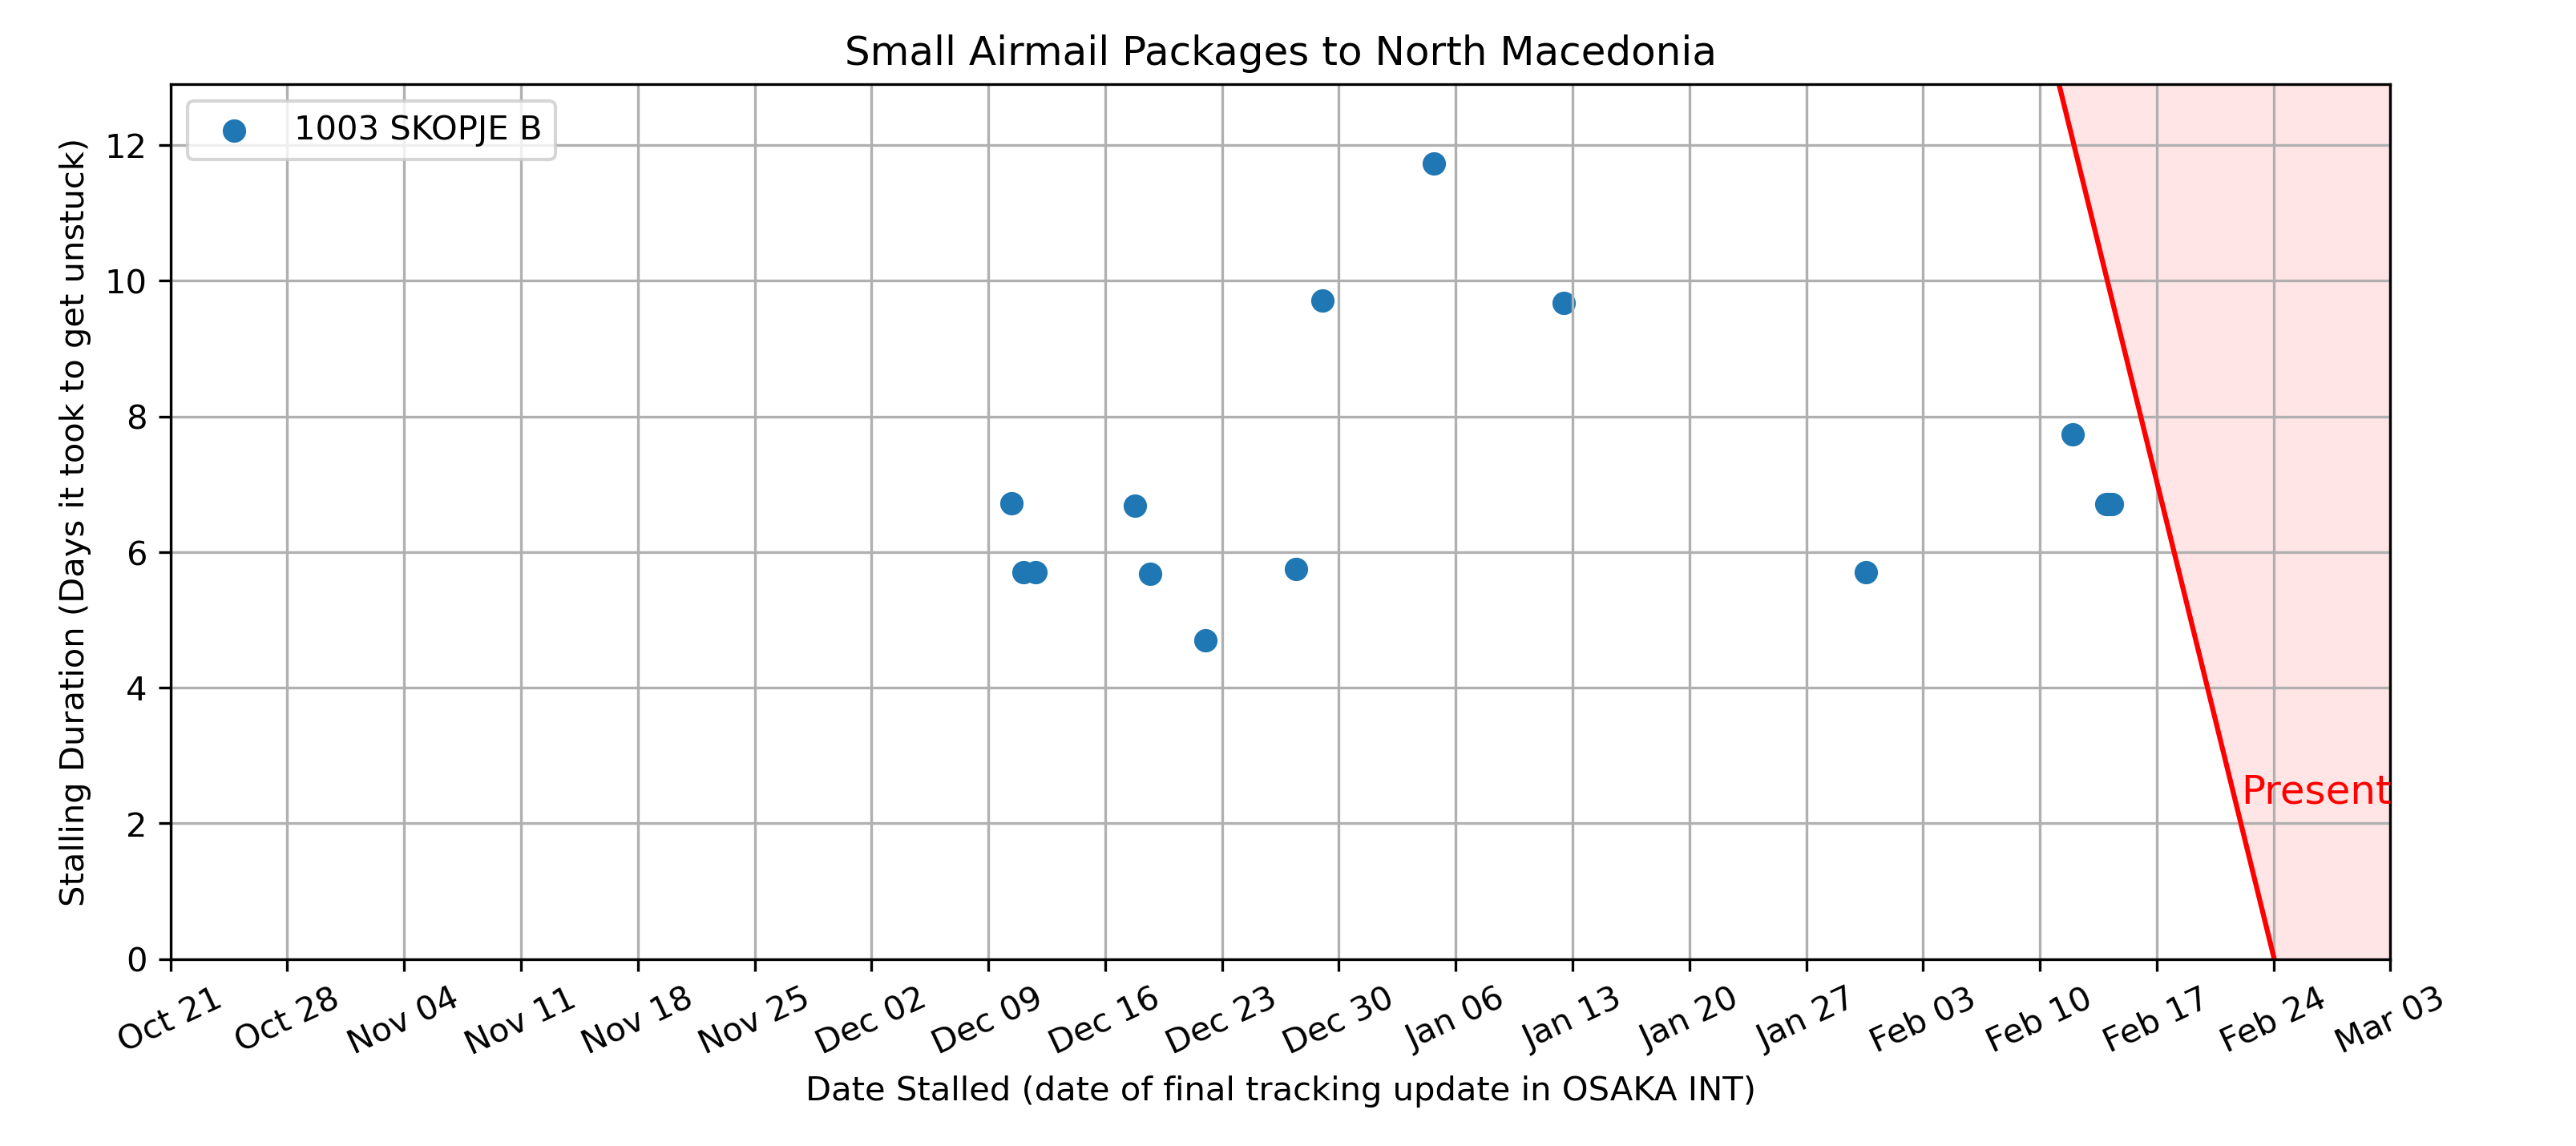 Small Airmail Packages to North Macedonia
1003 SKOPJE B
Stalling Duration (Days it took to get unstuck)
12
10
8
6
4
2
0
Present
Oct 21
Oct 28
Nov 04
Nov 11
Nov 18
Nov 25
Dec 02
Dec 09
Dec 16
Dec 23
Dec 30
Jan 06
Jan 13
Jan 20
Jan 27
Feb 03
Feb 10
Feb 17
Feb 24
Mar 03
Date Stalled (date of final tracking update in OSAKA INT)